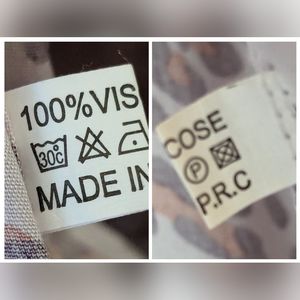 100%VIS
30c
MADE IN
COSE
P
P.R.C